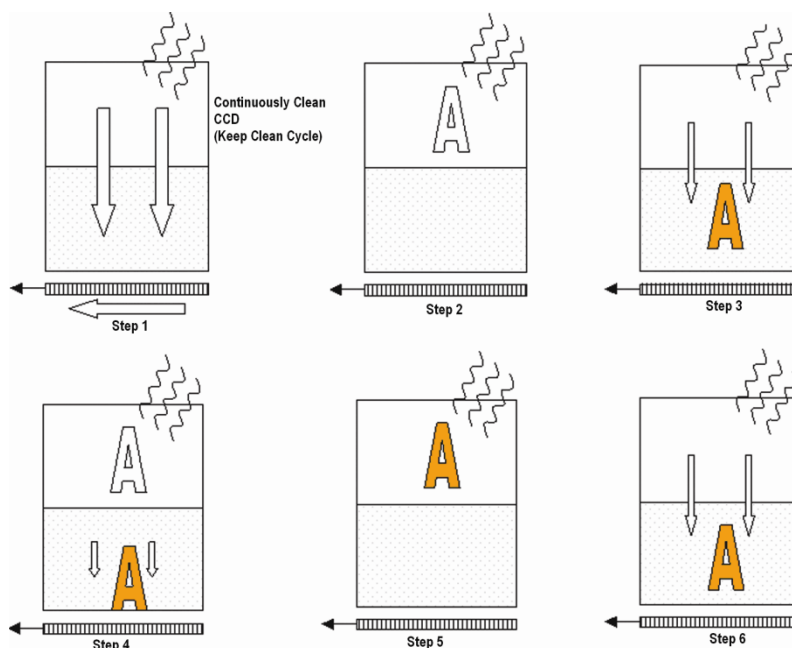 A
A
Continuously Clean
CCD
(Keep Clean Cycle)
Step 1
Step 2
Step 3
A
A
A
A
Step 4
Step 5
Step 6